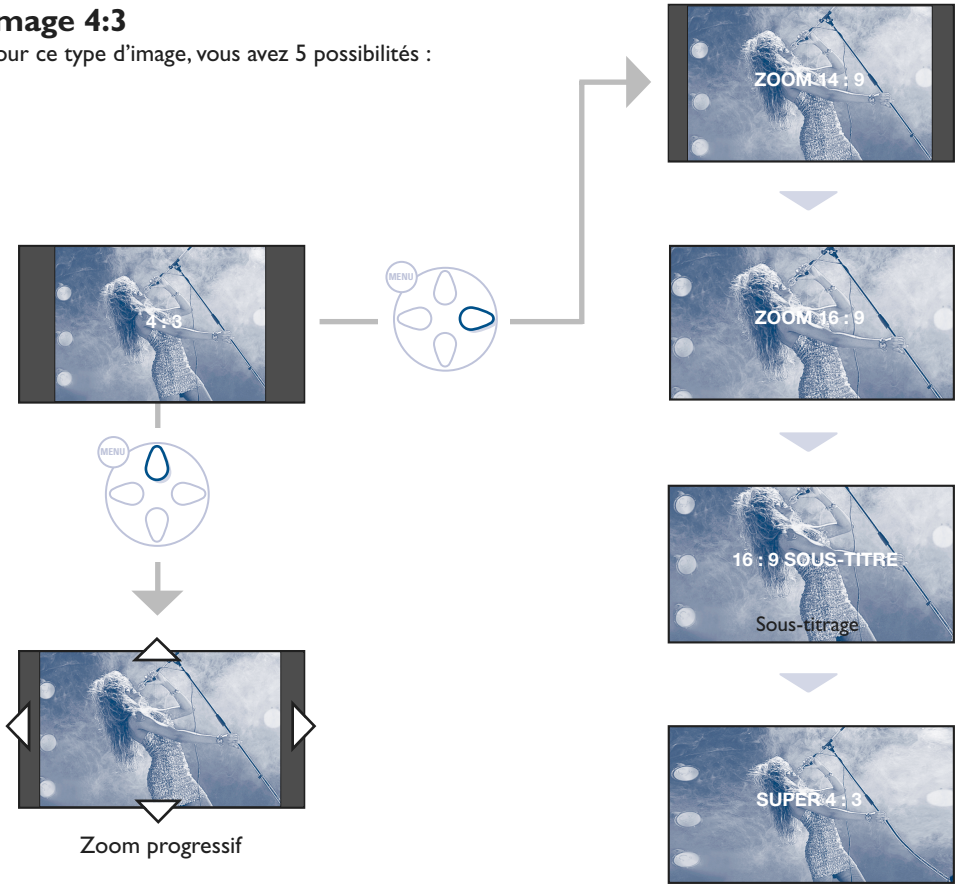 mage 4:3
our ce type d'image, vous avez 5 possibilités :
ZOOM 14 : 9
4 : 3
MENU
ZOOM 16 : 9
MENU
16 : 9 SOUS-TITRE
Sous-titrage
SUPER 4 : 3
Zoom progressif